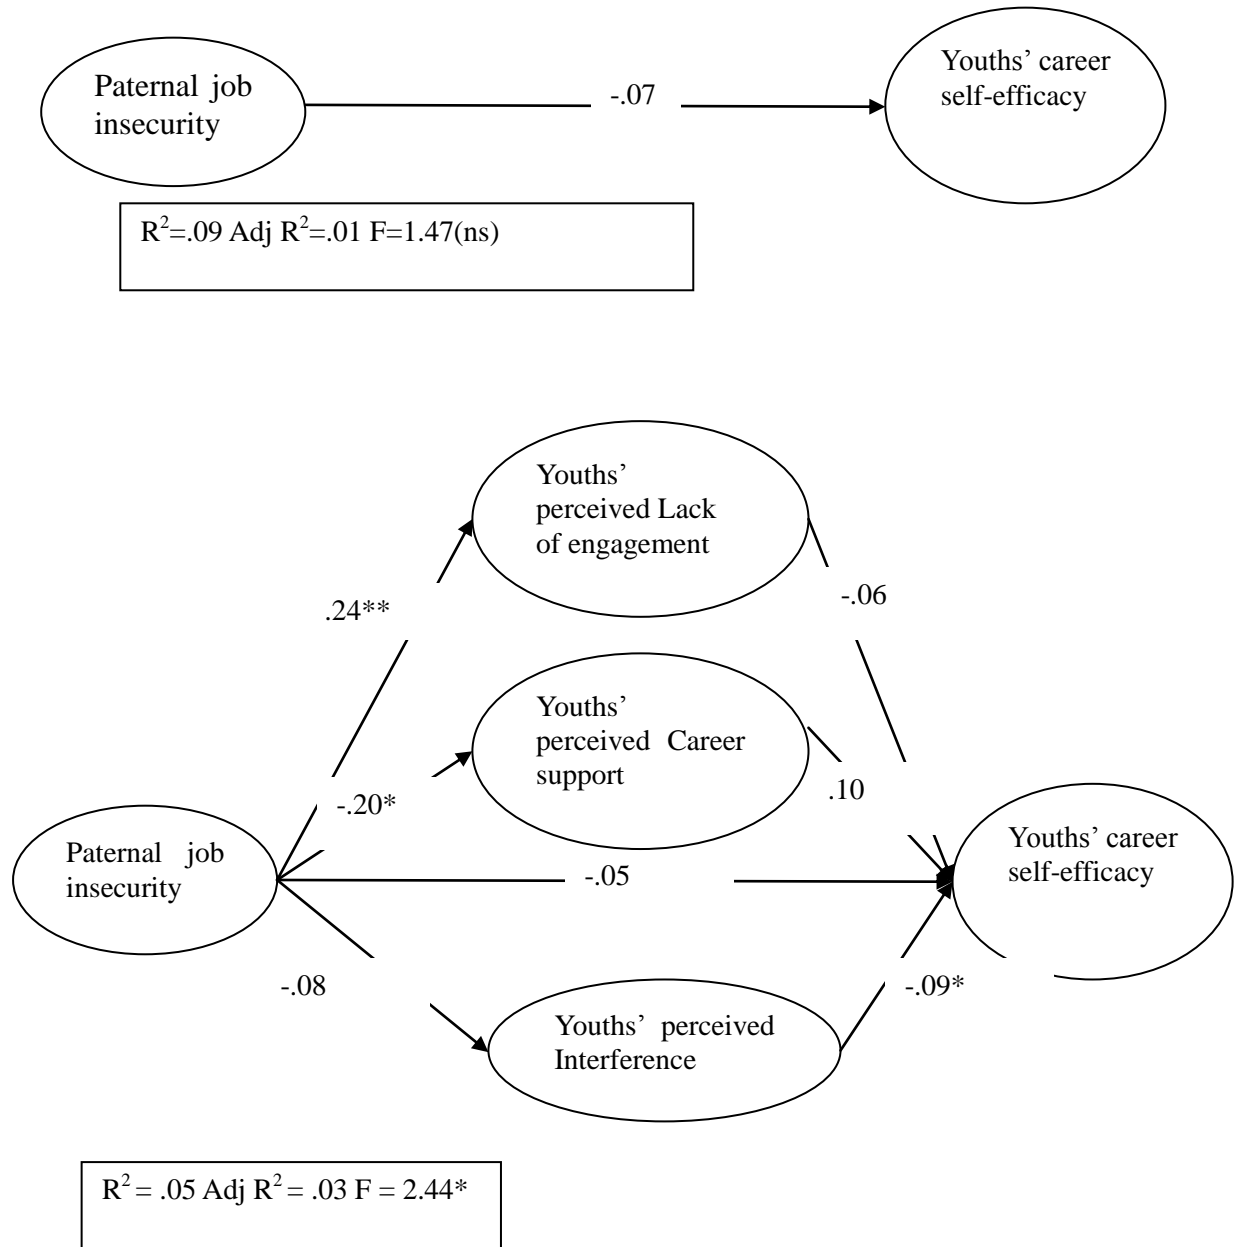 Paternal job
insecurity
-.07
Youths’ career
self-efficacy
R²=.09 Adj R²=.01 F=1.47(ns)
Youths’
perceived Lack
of engagement
.24**
-.06
Youths’
perceived Career
support
-.20*
.10
Paternal job
insecurity
-.05
Youths’ career
self-efficacy
-.08
-.09*
Youths’ perceived
Interference
R² = .05 Adj R² = .03 F = 2.44*